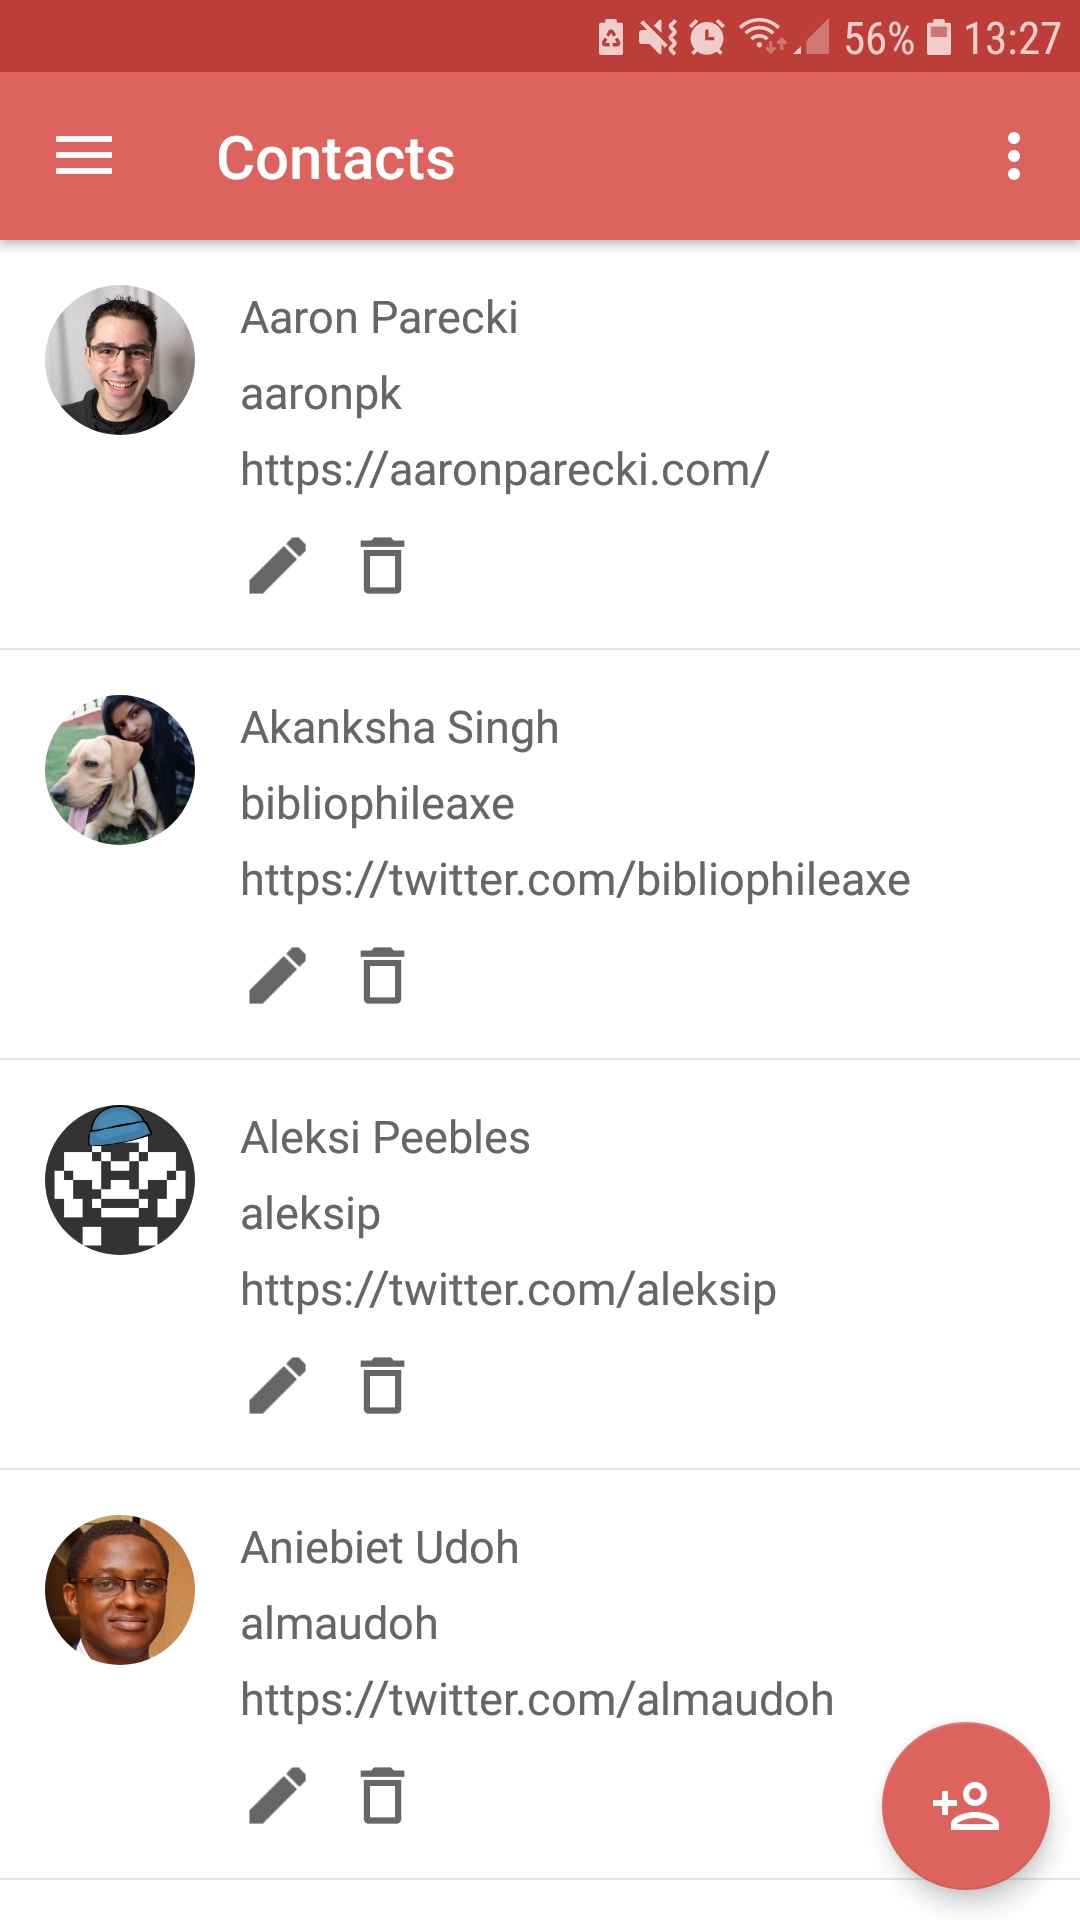 56% 13:27
Contacts
Aaron Parecki
aaronpk
https://aaronparecki.com/
Akanksha Singh
bibliophileaxe
https://twitter.com/bibliophileaxe
Aleksi Peebles
aleksip
https://twitter.com/aleksip
Aniebiet Udoh
almaudoh
https://twitter.com/almaudoh